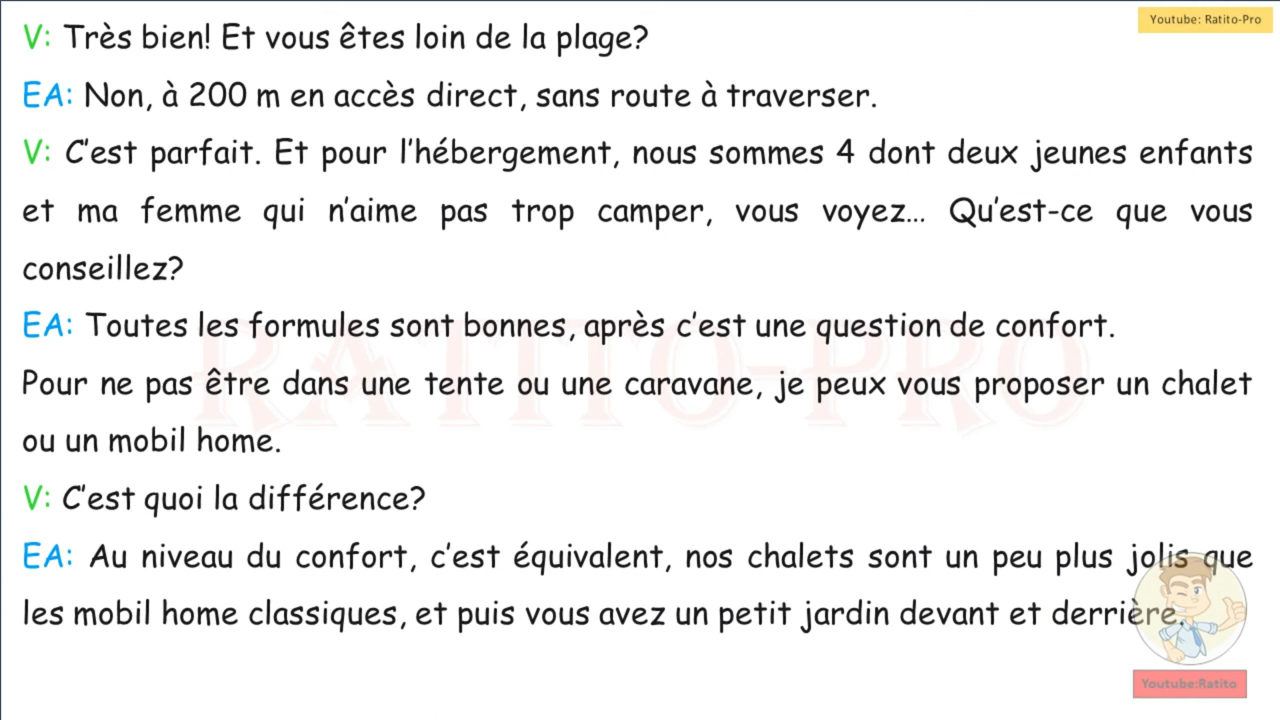 Youtube: Ratito-Pro
V: Très bien! Et vous êtes loin de la plage?
EA: Non, à 200 m en accès direct, sans route à traverser.
V: C'est parfait. Et pour l'hébergement, nous sommes 4 dont deux jeunes enfants
et ma femme qui n'aime pas trop camper, vous voyez... Qu'est-ce que vous
conseillez?
EA: Toutes les formules sont bonnes, après c'est une question de confort.
RATITO-PRO
Pour ne pas être dans une tente ou une caravane, je peux vous proposer un chalet
ou un mobil home.
V: C'est quoi la différence?
EA: Au niveau du confort, c'est équivalent, nos chalets sont un peu plus jolis que
les mobil home classiques, et puis vous avez un petit jardin devant et derrière.
Youtube:Ratito